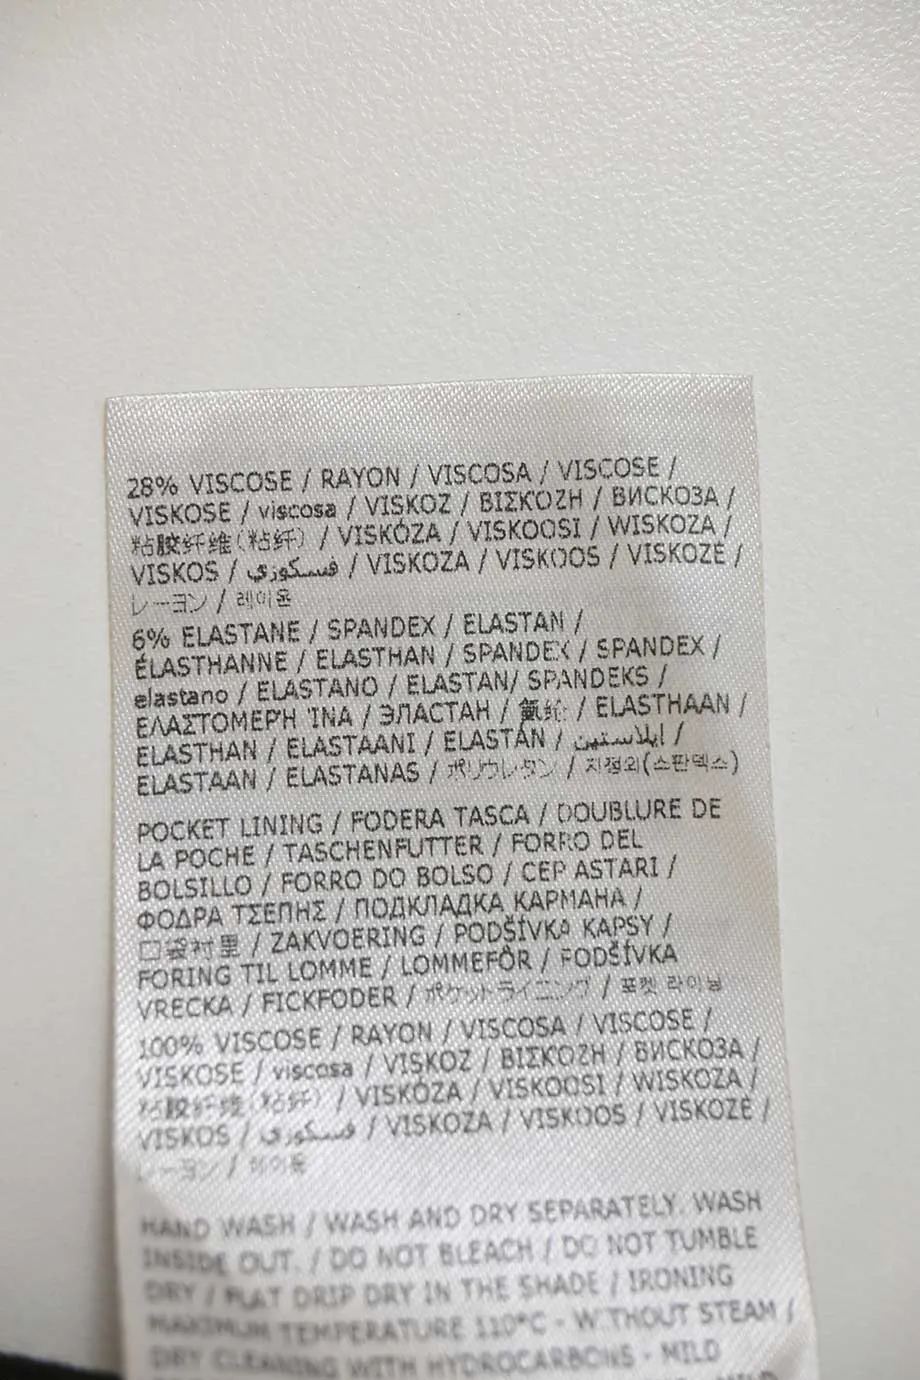 28% VISCOSE / RAYON / VISCOSA / VISCOSE /
VISKOSE / viscosa / VISKOZ / ΒΙΣΚΟΖΗ / ВИСКОЗА /
粘胶纤维(粘纤) / VISKÓZA / VISKOOSI / WISKOZA /
VISKOS / فسكوزي / VISKOZA / VISKOOS / VISKOZĖ /
レーヨン / 레이온
6% ELASTANE / SPANDEX / ELASTAN /
ÉLASTHANNE / ELASTHAN / SPANDEX / SPANDEX /
elastano / ELASTANO / ELASTAN/ SPANDEKS /
ΕΛΑΣΤΟΜΕΡΉ ΊΝΑ / ЭЛАСТАН / 氨纶 / ELASTHAAN /
ELASTHAN / ELASTAANI / ELASTAN / ايلاستين /
ELASTAAN / ELASTANAS / ポリウレタン / 지정외(스판덱스)
POCKET LINING / FODERA TASCA / DOUBLURE DE
LA POCHE / TASCHENFUTTER / FORRO DEL
BOLSILLO / FORRO DO BOLSO / CEP ASTARI /
ΦΟΔΡΑ ΤΣΕΠΗΣ / ПОДКЛАДКА КАРМАНА /
口袋衬里 / ZAKVOERING / PODŠÍVKA KAPSY /
FORING TIL LOMME / LOMMEFÔR / PODŠÍVKA
VRECKA / FICKFODER / ポケットライニング / 포켓 라이닝
100% VISCOSE / RAYON / VISCOSA / VISCOSE /
VISKOSE / viscosa / VISKOZ / ΒΙΣΚΟΖΗ / ВИСКОЗА /
粘胶纤维(粘纤) / VISKÓZA / VISKOOSI / WISKOZA /
VISKOS / فسكوزي / VISKOZA / VISKOOS / VISKOZĖ /
レーヨン / 레이온
HAND WASH / WASH AND DRY SEPARATELY. WASH
INSIDE OUT. / DO NOT BLEACH / DO NOT TUMBLE
DRY / FLAT DRIP DRY IN THE SHADE / IRONING
MAXIMUM TEMPERATURE 110°C - WITHOUT STEAM /
DRY CLEANING WITH HYDROCARBONS - MILD